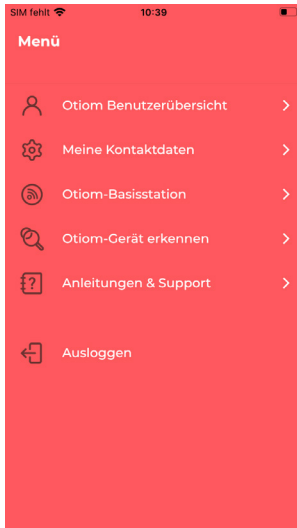 SIM fehlt 10:39
Menü
Otiom Benutzerübersicht
Meine Kontaktdaten
Otiom-Basisstation
Otiom-Gerät erkennen
?
Anleitungen & Support
Ausloggen